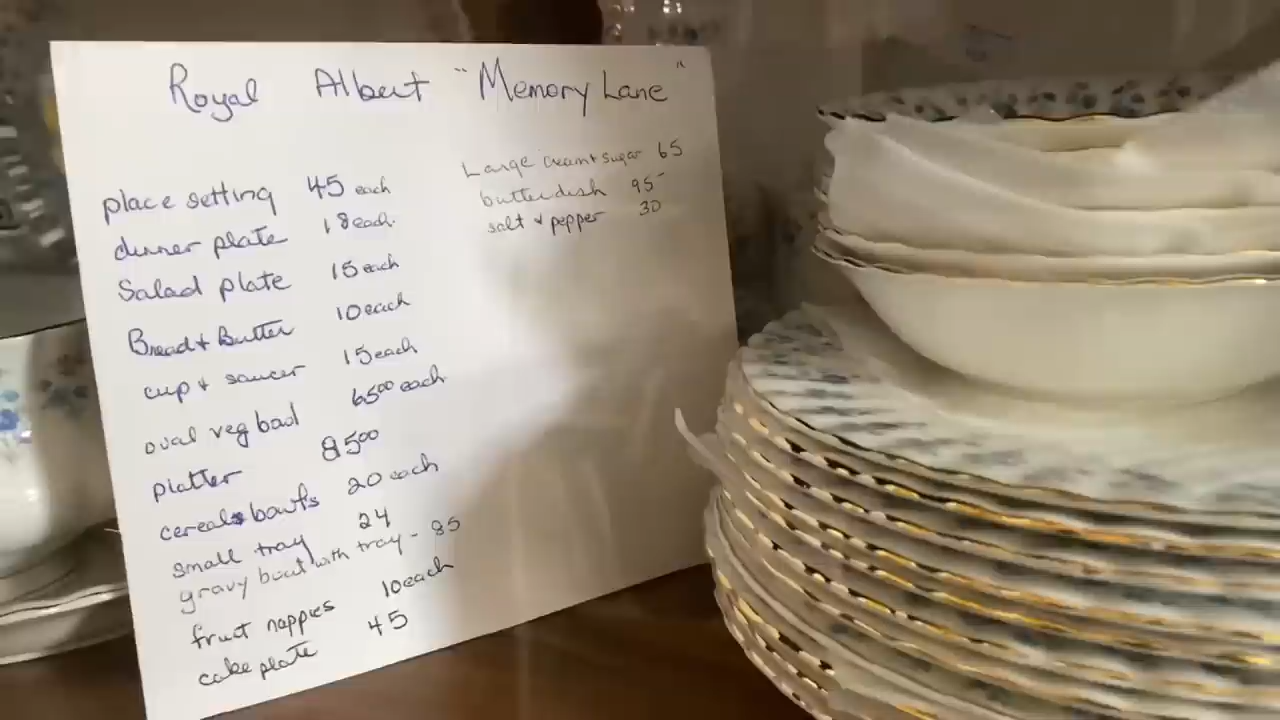 Royal Albert "Memory Lane"
place setting 45 each
dinner plate 18 each
Salad plate 15 each
Bread + Butter 10 each
cup + saucer 15 each
oval veg bowl 65⁰⁰ each
platter 85⁰⁰
cereal bowls 20 each
small tray 24
gravy boat with tray - 85
fruit nappies 10 each
cake plate 45
Large cream + sugar 65
butter dish 95-
salt + pepper 30